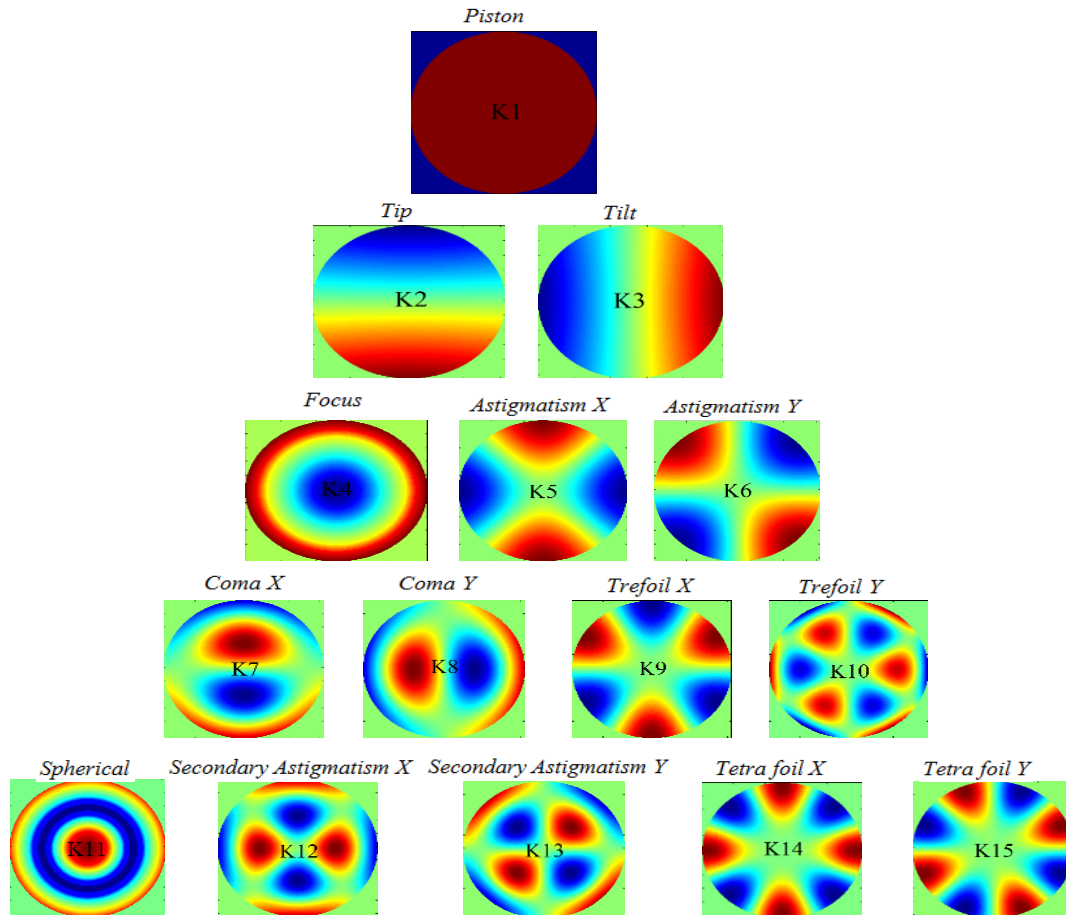 Piston
K1
Tip
Tilt
K2
K3
Focus
Astigmatism X
Astigmatism Y
K4
K5
K6
Coma X
Coma Y
Trefoil X
Trefoil Y
K7
K8
K9
K10
Spherical
Secondary Astigmatism X
Secondary Astigmatism Y
Tetra foil X
Tetra foil Y
K11
K12
K13
K14
K15